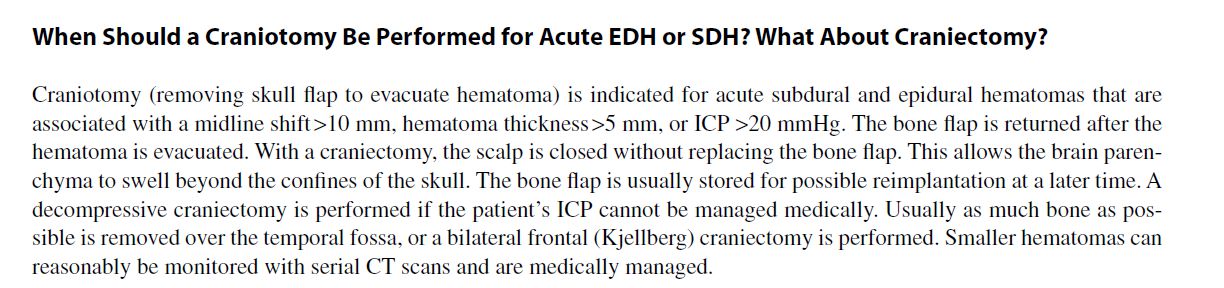 When Should a Craniotomy Be Performed for Acute EDH or SDH? What About Craniectomy?
Craniotomy (removing skull flap to evacuate hematoma) is indicated for acute subdural and epidural hematomas that are
associated with a midline shift>10 mm, hematoma thickness>5 mm, or ICP >20 mmHg. The bone flap is returned after the
hematoma is evacuated. With a craniectomy, the scalp is closed without replacing the bone flap. This allows the brain paren-
chyma to swell beyond the confines of the skull. The bone flap is usually stored for possible reimplantation at a later time. A
decompressive craniectomy is performed if the patient's ICP cannot be managed medically. Usually as much bone as pos-
sible is removed over the temporal fossa, or a bilateral frontal (Kjellberg) craniectomy is performed. Smaller hematomas can
reasonably be monitored with serial CT scans and are medically managed.